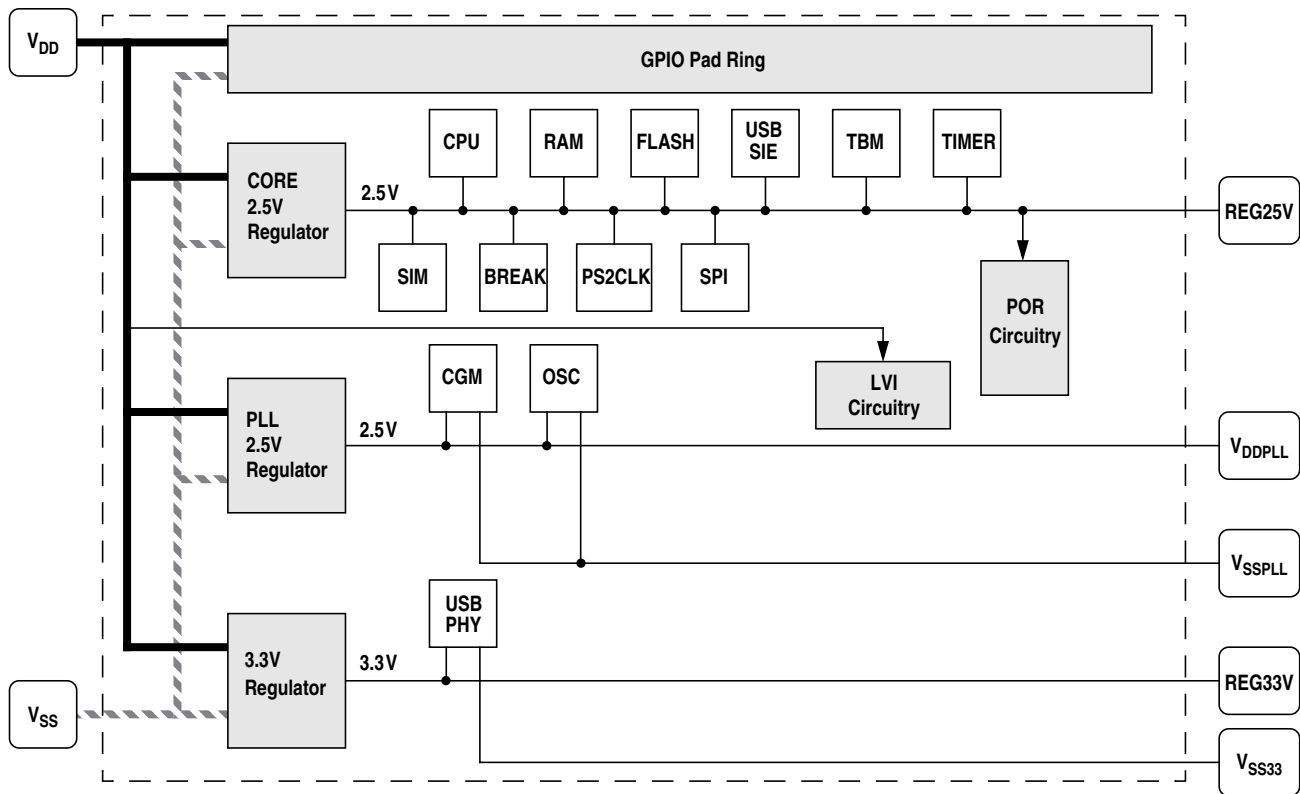 VDD
GPIO Pad Ring
CPU
RAM
FLASH
USB
SIE
TBM
TIMER
CORE
2.5V
Regulator
2.5V
REG25V
SIM
BREAK
PS2CLK
SPI
POR
Circuitry
CGM
OSC
LVI
Circuitry
PLL
2.5V
Regulator
2.5V
VDDPLL
VSSPLL
USB
PHY
3.3V
Regulator
3.3V
REG33V
VSS
VSS33